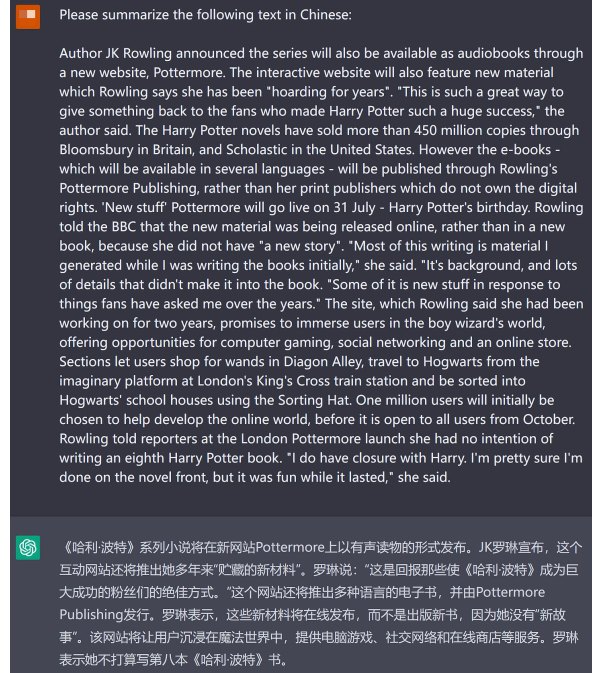 Please summarize the following text in Chinese:
Author JK Rowling announced the series will also be available as audiobooks through
a new website, Pottermore. The interactive website will also feature new material
which Rowling says she has been "hoarding for years". "This is such a great way to
give something back to the fans who made Harry Potter such a huge success," the
author said. The Harry Potter novels have sold more than 450 million copies through
Bloomsbury in Britain, and Scholastic in the United States. However the e-books -
which will be available in several languages - will be published through Rowling's
Pottermore Publishing, rather than her print publishers which do not own the digital
rights. 'New stuff' Pottermore will go live on 31 July - Harry Potter's birthday. Rowling
told the BBC that the new material was being released online, rather than in a new
book, because she did not have "a new story". "Most of this writing is material I
generated while I was writing the books initially," she said. "It's background, and lots
of details that didn't make it into the book. "Some of it is new stuff in response to
things fans have asked me over the years." The site, which Rowling said she had been
working on for two years, promises to immerse users in the boy wizard's world,
offering opportunities for computer gaming, social networking and an online store.
Sections let users shop for wands in Diagon Alley, travel to Hogwarts from the
imaginary platform at London's King's Cross train station and be sorted into
Hogwarts' school houses using the Sorting Hat. One million users will initially be
chosen to help develop the online world, before it is open to all users from October.
Rowling told reporters at the London Pottermore launch she had no intention of
writing an eighth Harry Potter book. "I do have closure with Harry. I'm pretty sure I'm
done on the novel front, but it was fun while it lasted," she said.
《哈利·波特》系列小说将在新网站Pottermore上以有声读物的形式发布。JK罗琳宣布，这个
互动网站还将推出她多年来“贮藏的新材料”。罗琳说：“这是回报那些使《哈利·波特》成为巨
大成功的粉丝们的绝佳方式。”这个网站还将推出多种语言的电子书，并由Pottermore
Publishing发行。罗琳表示，这些新材料将在线发布，而不是出版新书，因为她没有“新故
事”。该网站将让用户沉浸在魔法世界中，提供电脑游戏、社交网络和在线商店等服务。罗琳
表示她不打算写第八本《哈利·波特》书。